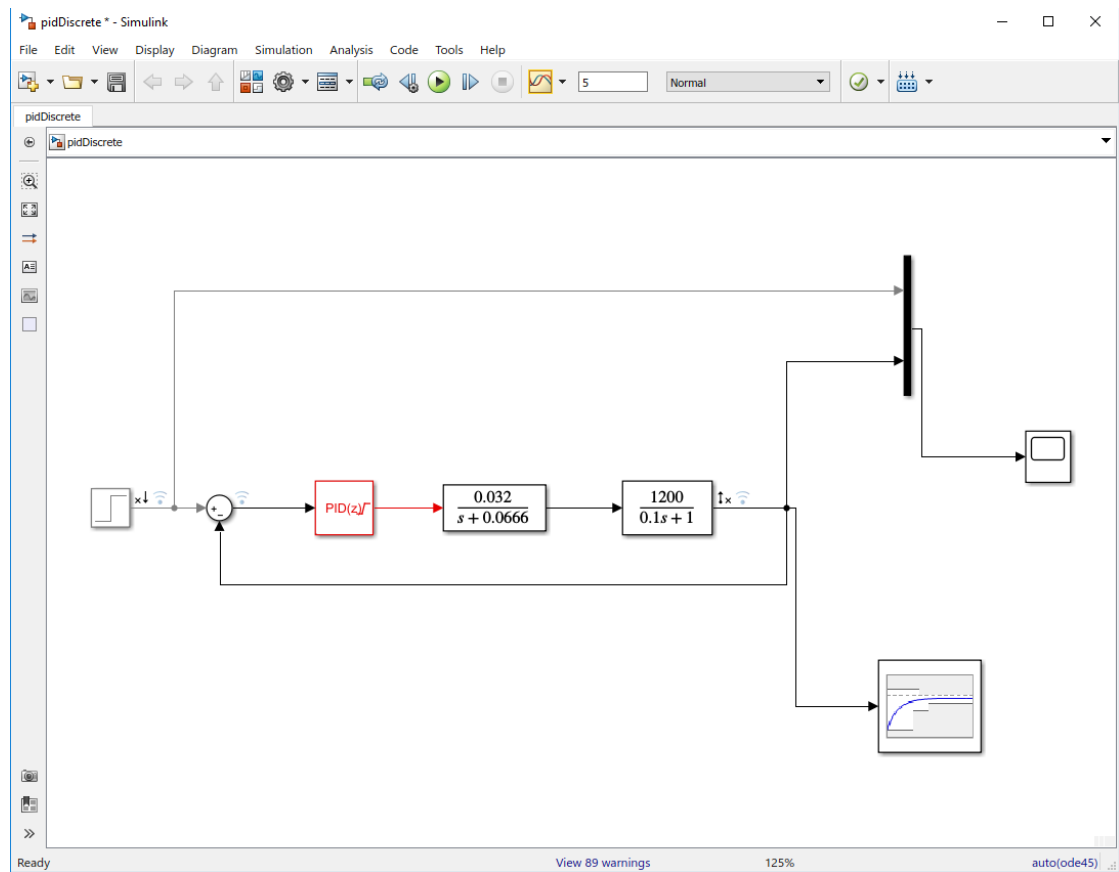 pidDiscrete * - Simulink
File Edit View Display Diagram Simulation Analysis Code Tools Help
5 Normal
pidDiscrete
pidDiscrete
PID(z)
0.032
s + 0.0666
1200
0.1s + 1
Ready View 89 warnings 125% auto(ode45)